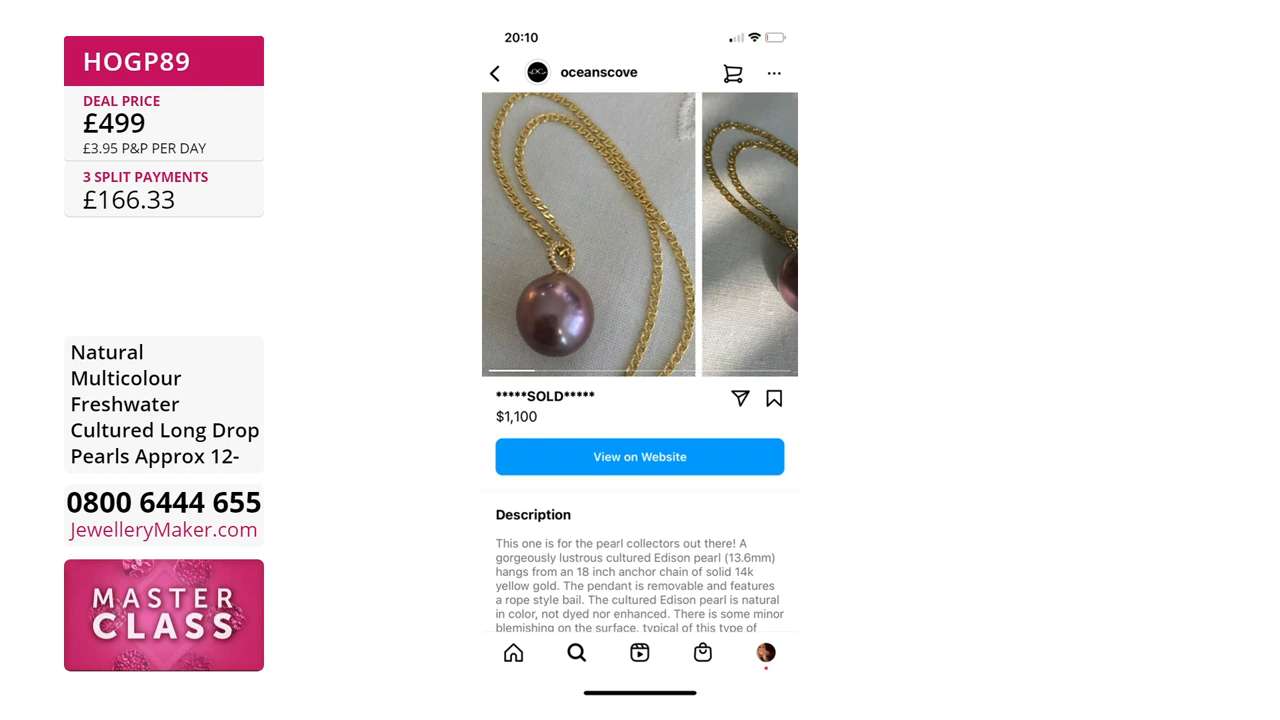 HOGP89
DEAL PRICE
£499
£3.95 P&P PER DAY
3 SPLIT PAYMENTS
£166.33
Natural
Multicolour
Freshwater
Cultured Long Drop
Pearls Approx 12-
0800 6444 655
JewelleryMaker.com
MASTER
CLASS
20:10
oceanscove
*****SOLD*****
$1,100
View on Website
Description
This one is for the pearl collectors out there! A
gorgeously lustrous cultured Edison pearl (13.6mm)
hangs from an 18 inch anchor chain of solid 14k
yellow gold. The pendant is removable and features
a rope style bail. The cultured Edison pearl is natural
in color, not dyed nor enhanced. There is some minor
blemishing on the surface, typical of this type of